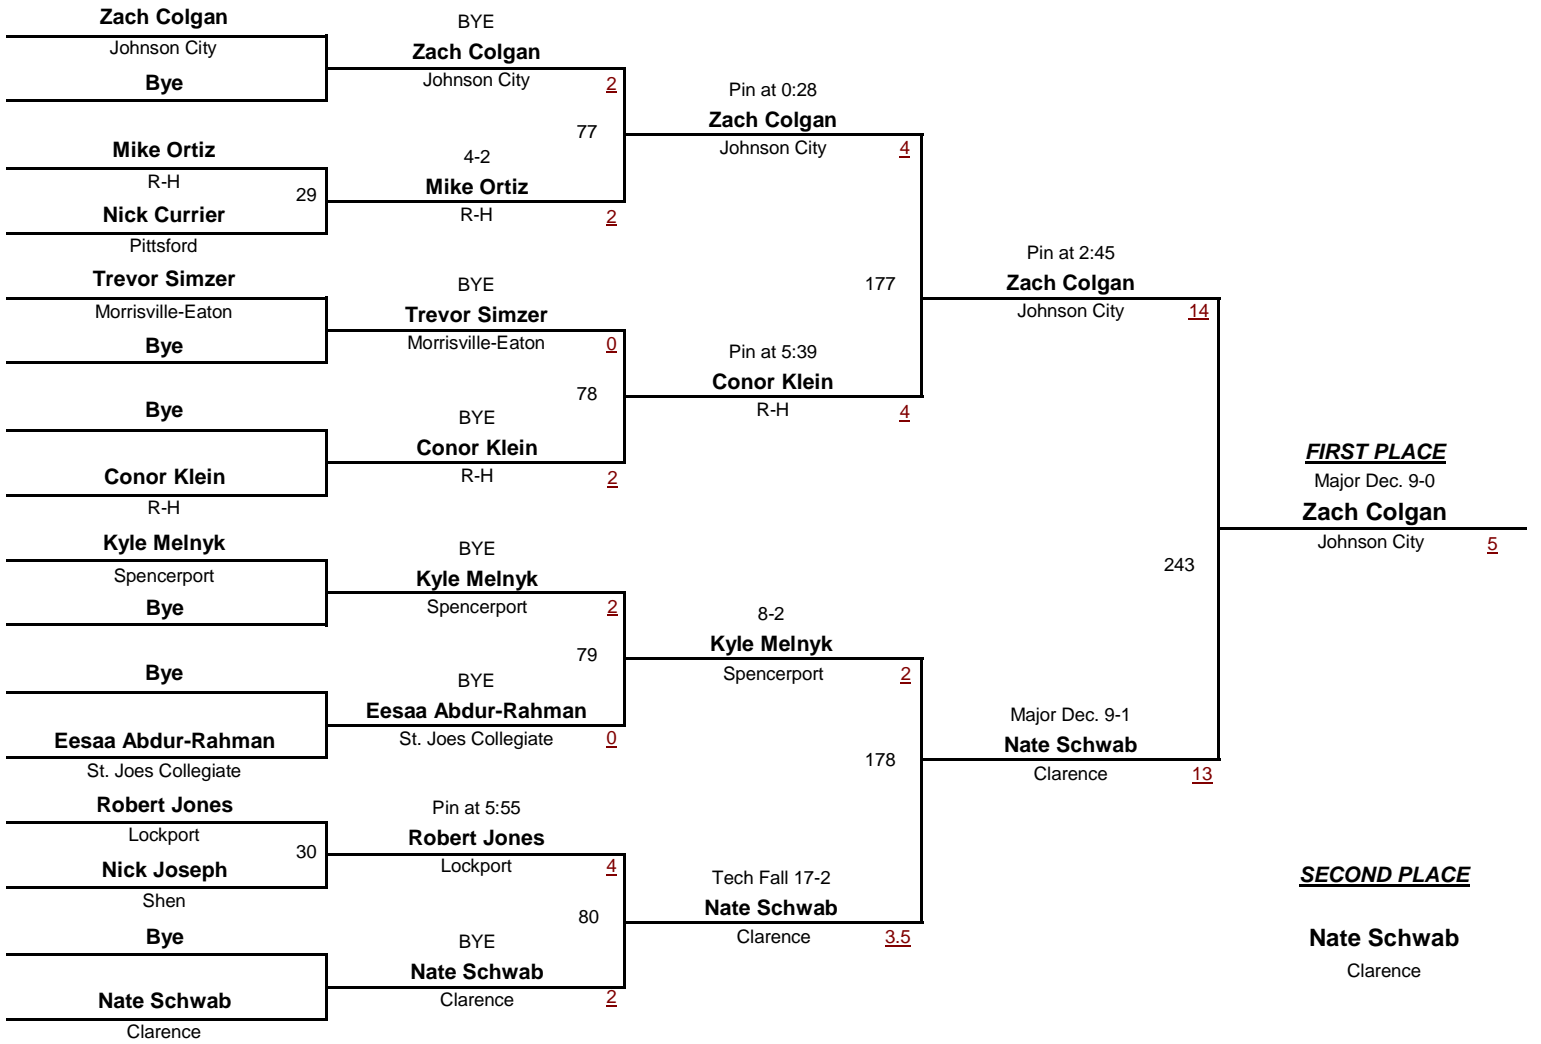 Zach Colgan
Johnson City
Bye
Mike Ortiz
R-H
29
Nick Currier
Pittsford
Trevor Simzer
Morrisville-Eaton
Bye
Bye
Conor Klein
R-H
Kyle Melnyk
Spencerport
Bye
Bye
Eesaa Abdur-Rahman
St. Joes Collegiate
Robert Jones
Lockport
30
Nick Joseph
Shen
Bye
Nate Schwab
Clarence
BYE
Zach Colgan
Johnson City
2
77
4-2
Mike Ortiz
R-H
2
BYE
Trevor Simzer
Morrisville-Eaton
0
78
BYE
Conor Klein
R-H
2
BYE
Kyle Melnyk
Spencerport
2
79
BYE
Eesaa Abdur-Rahman
St. Joes Collegiate
0
Pin at 5:55
Robert Jones
Lockport
4
80
BYE
Nate Schwab
Clarence
2
Pin at 0:28
Zach Colgan
Johnson City
4
177
Pin at 5:39
Conor Klein
R-H
4
8-2
Kyle Melnyk
Spencerport
2
178
Tech Fall 17-2
Nate Schwab
Clarence
3.5
Pin at 2:45
Zach Colgan
Johnson City
14
243
Major Dec. 9-1
Nate Schwab
Clarence
13
FIRST PLACE
Major Dec. 9-0
Zach Colgan
Johnson City
5
SECOND PLACE
Nate Schwab
Clarence